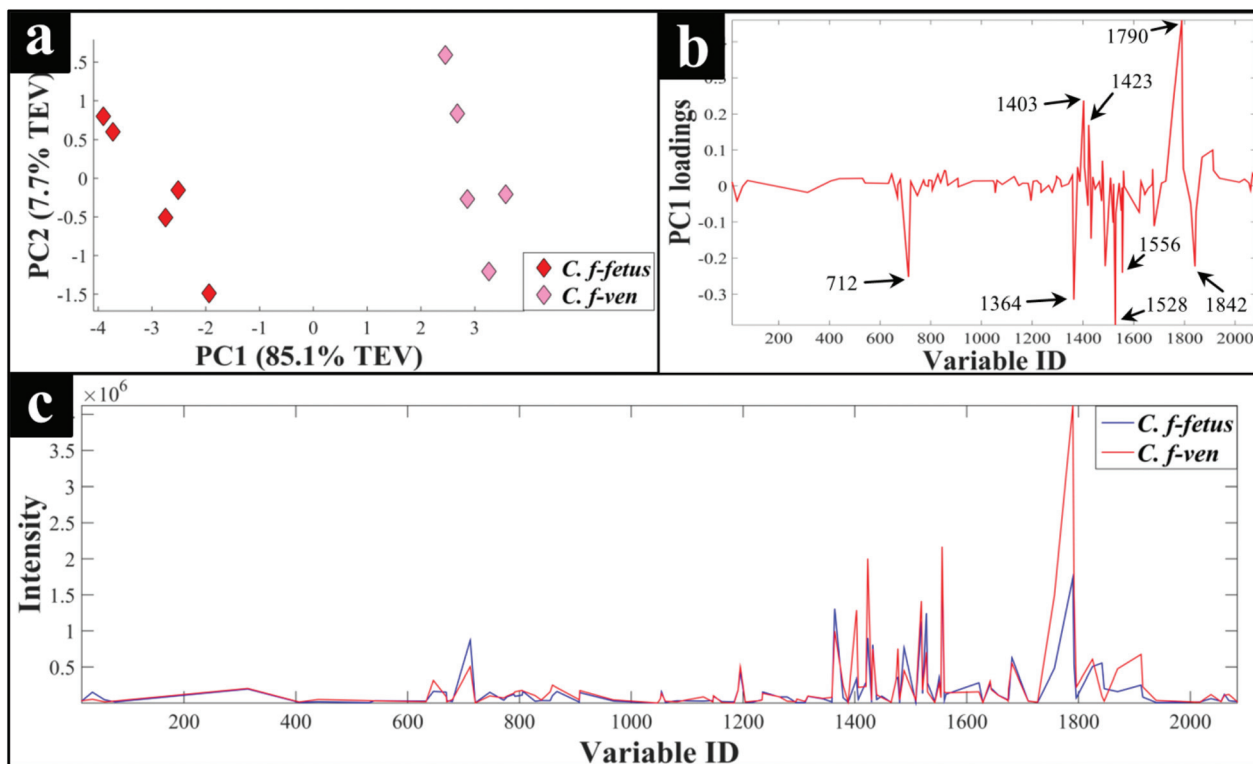 a
PC2 (7.7% TEV)
1
0.5
0
-0.5
-1
-1.5
-4
-3
-2
-1
0
1
2
3
PC1 (85.1% TEV)
C. f-fetus
C. f-ven
b
PC1 loadings
0.2
0.1
0
-0.1
-0.2
-0.3
0 200 400 600 800 1000 1200 1400 1600 1800 2000
Variable ID
1790
1403
1423
712
1364
1556
1528
1842
c
×10⁶
Intensity
3.5
3
2.5
2
1.5
1
0.5
200 400 600 800 1000 1200 1400 1600 1800 2000
Variable ID
C. f-fetus
C. f-ven